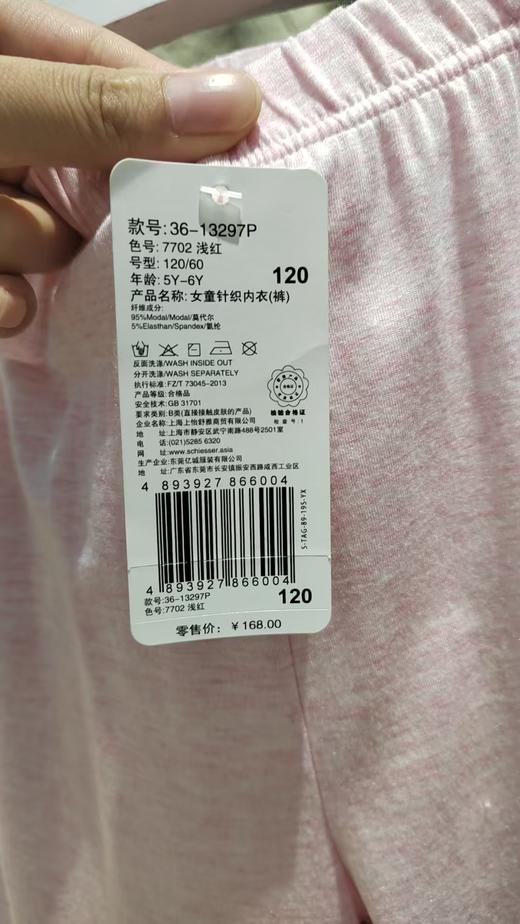 款号:36-13297P
色号:7702 浅红
号型:120/60
120
年龄:5Y-6Y
产品名称:女童针织内衣(裤)
纤维成分:
95%Modal/Modal/莫代尔
5%Elasthan/Spandex/氨纶
反面洗涤/WASH INSIDE OUT
分开洗涤/WASH SEPARATELY
执行标准:FZ/T 73045-2013
产品等级:合格品
安全技术:GB 31701
要求类别:B类(直接接触皮肤的产品)
检验合格证
检查号:1
企业名称:上海上怡舒雅商贸有限公司
地 址:上海市静安区武宁南路488号2501室
电 话:(021)5285 6320
网 址:www.schiesser.asia
生产企业:东莞亿诚服装有限公司
地 址:广东省东莞市长安镇振安西路咸西工业区
4 893927 866004
S-TAG-89-195-YX
4 893927 866004
款号:36-13297P
色号:7702 浅红
120
零售价: ¥168.00